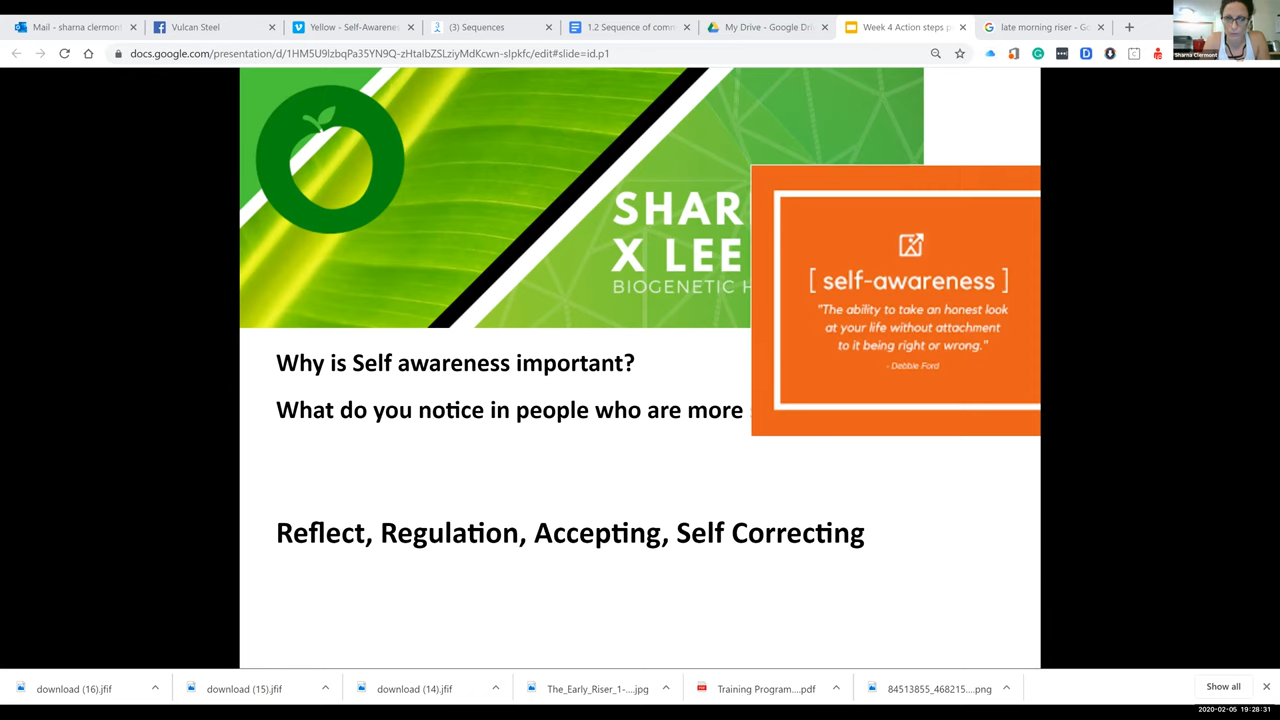 Mail - sharna clermont
Vulcan Steel
Yellow - Self-Awarenes
(3) Sequences
1.2 Sequence of com
My Drive - Google Dri
Week 4 Action steps p
late morning riser - Go
docs.google.com/presentation/d/1HM5U9lzbqPa35YN9Q-zHtaIbZSLziyMdKcwn-slpkfc/edit#slide=id.p1
Sharna Clermont
SHAR
X LEE
BIOGENETIC H
[ self-awareness ]
"The ability to take an honest look
at your life without attachment
to it being right or wrong."
- Debbie Ford
Why is Self awareness important?
What do you notice in people who are more
Reflect, Regulation, Accepting, Self Correcting
download (16).jfif
download (15).jfif
download (14).jfif
The_Early_Riser_1-....jpg
Training Program....pdf
84513855_468215....png
Show all
2020-02-05 19:28:31